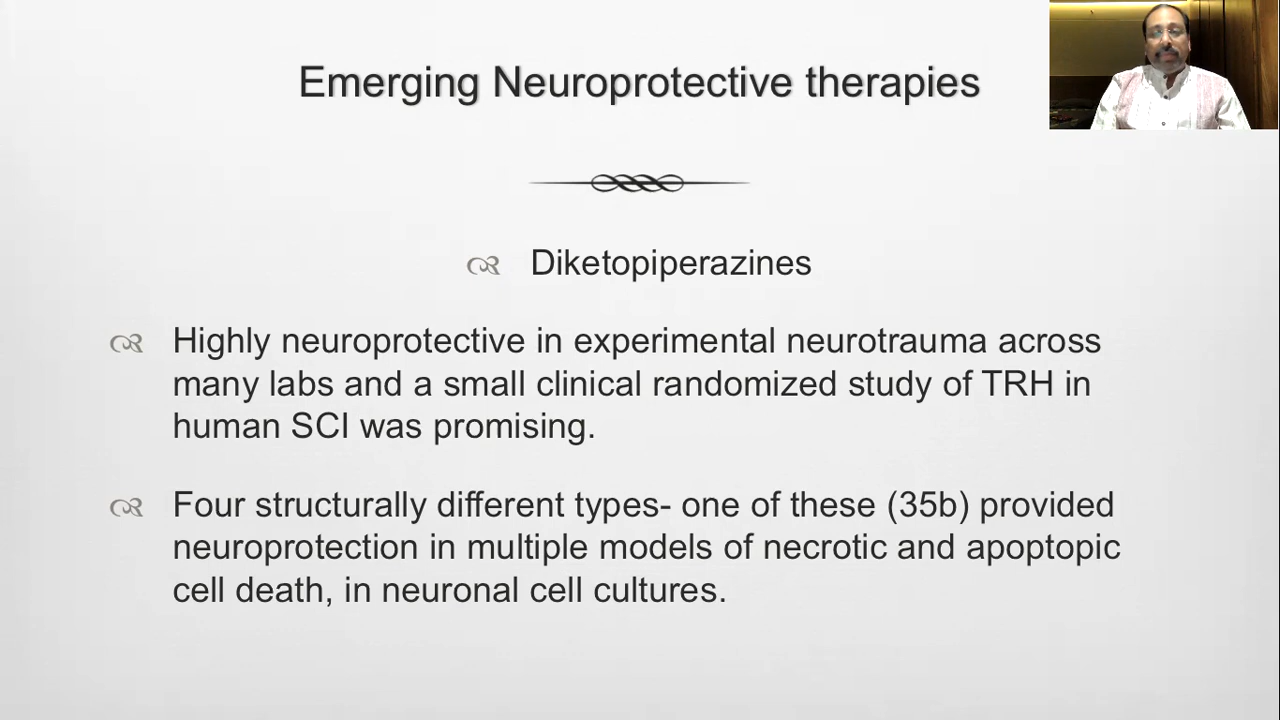 Emerging Neuroprotective therapies
Diketopiperazines
Highly neuroprotective in experimental neurotrauma across
many labs and a small clinical randomized study of TRH in
human SCI was promising.
Four structurally different types- one of these (35b) provided
neuroprotection in multiple models of necrotic and apoptopic
cell death, in neuronal cell cultures.